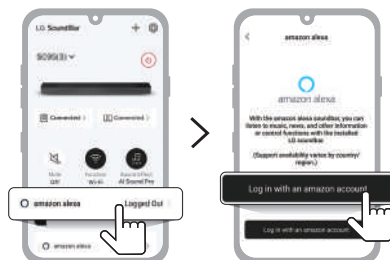 LG SoundBar
SC9S(3)
Connected
Connected
Mute
Off
Function
Wi-Fi
Sound Effect
AI Sound Pro
amazon alexa Logged Out
amazon alexa
amazon alexa
amazon alexa
With the amazon alexa soundbar, you can
listen to music, news, and other information
or control functions with the installed
LG soundbar
(Support availability varies by country/
region.)
Log in with an amazon account
Log in with an amazon account